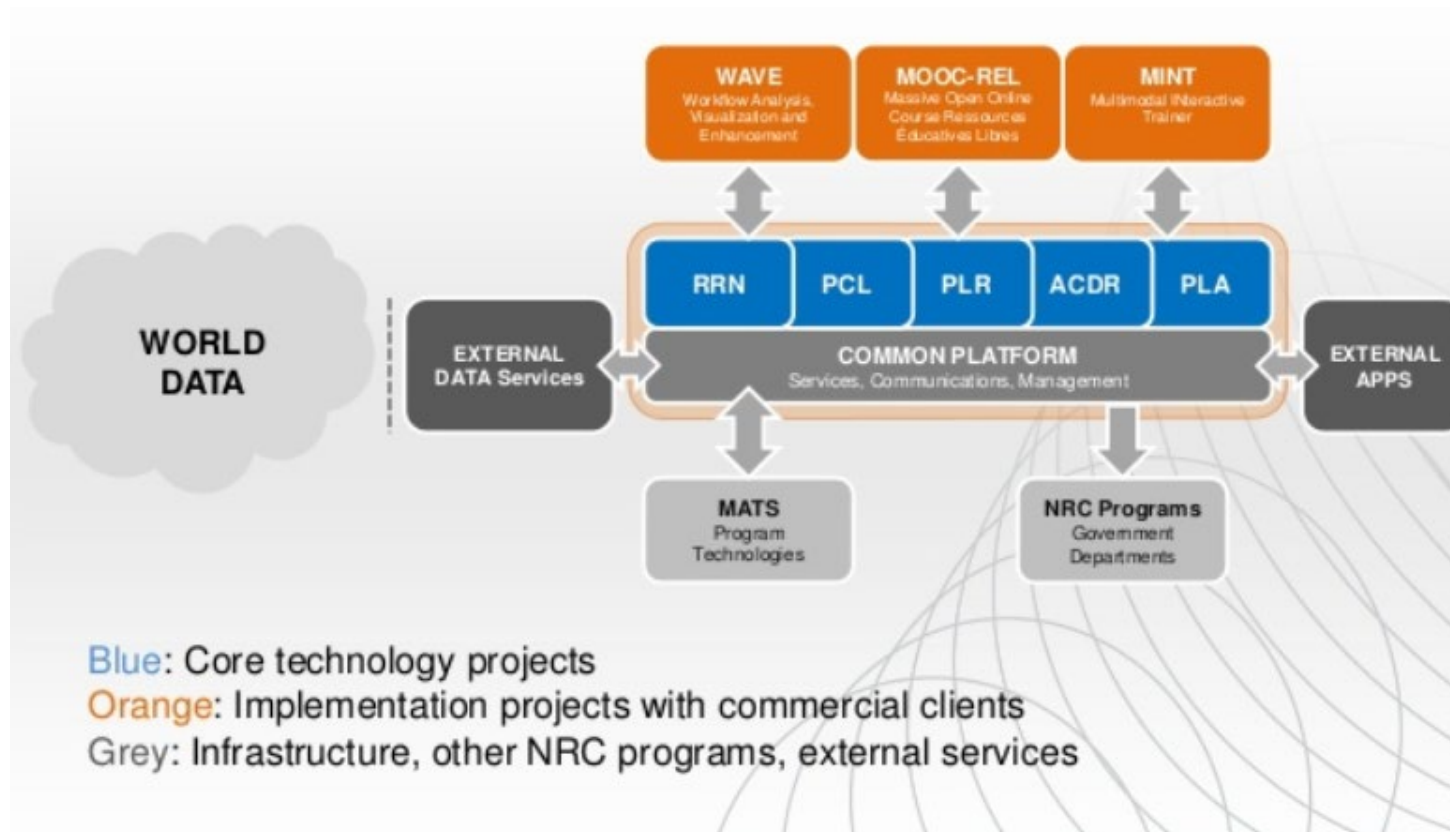 WAVE
Workflow Analysis,
Visualization and
Enhancement
MOOC-REL
Massive Open Online
Course Ressources
Éducatives Libres
MINT
Multimodal INteractive
Trainer
RRN
PCL
PLR
ACDR
PLA
WORLD
DATA
EXTERNAL
DATA Services
COMMON PLATFORM
Services, Communications, Management
EXTERNAL
APPS
MATS
Program
Technologies
NRC Programs
Government
Departments
Blue: Core technology projects
Orange: Implementation projects with commercial clients
Grey: Infrastructure, other NRC programs, external services